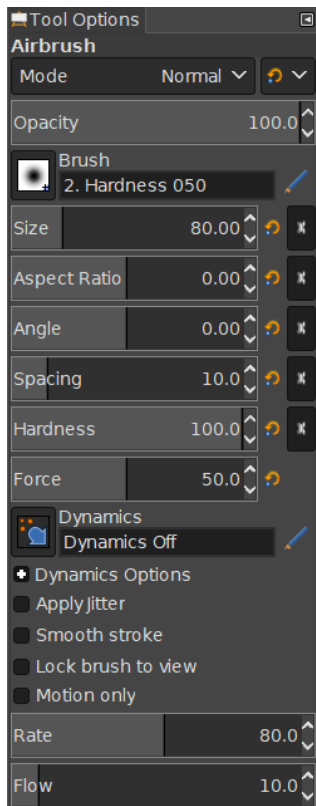 Tool Options
Airbrush
Mode Normal
Opacity 100.0
Brush
2. Hardness 050
Size 80.00
Aspect Ratio 0.00
Angle 0.00
Spacing 10.0
Hardness 100.0
Force 50.0
Dynamics
Dynamics Off
Dynamics Options
Apply Jitter
Smooth stroke
Lock brush to view
Motion only
Rate 80.0
Flow 10.0